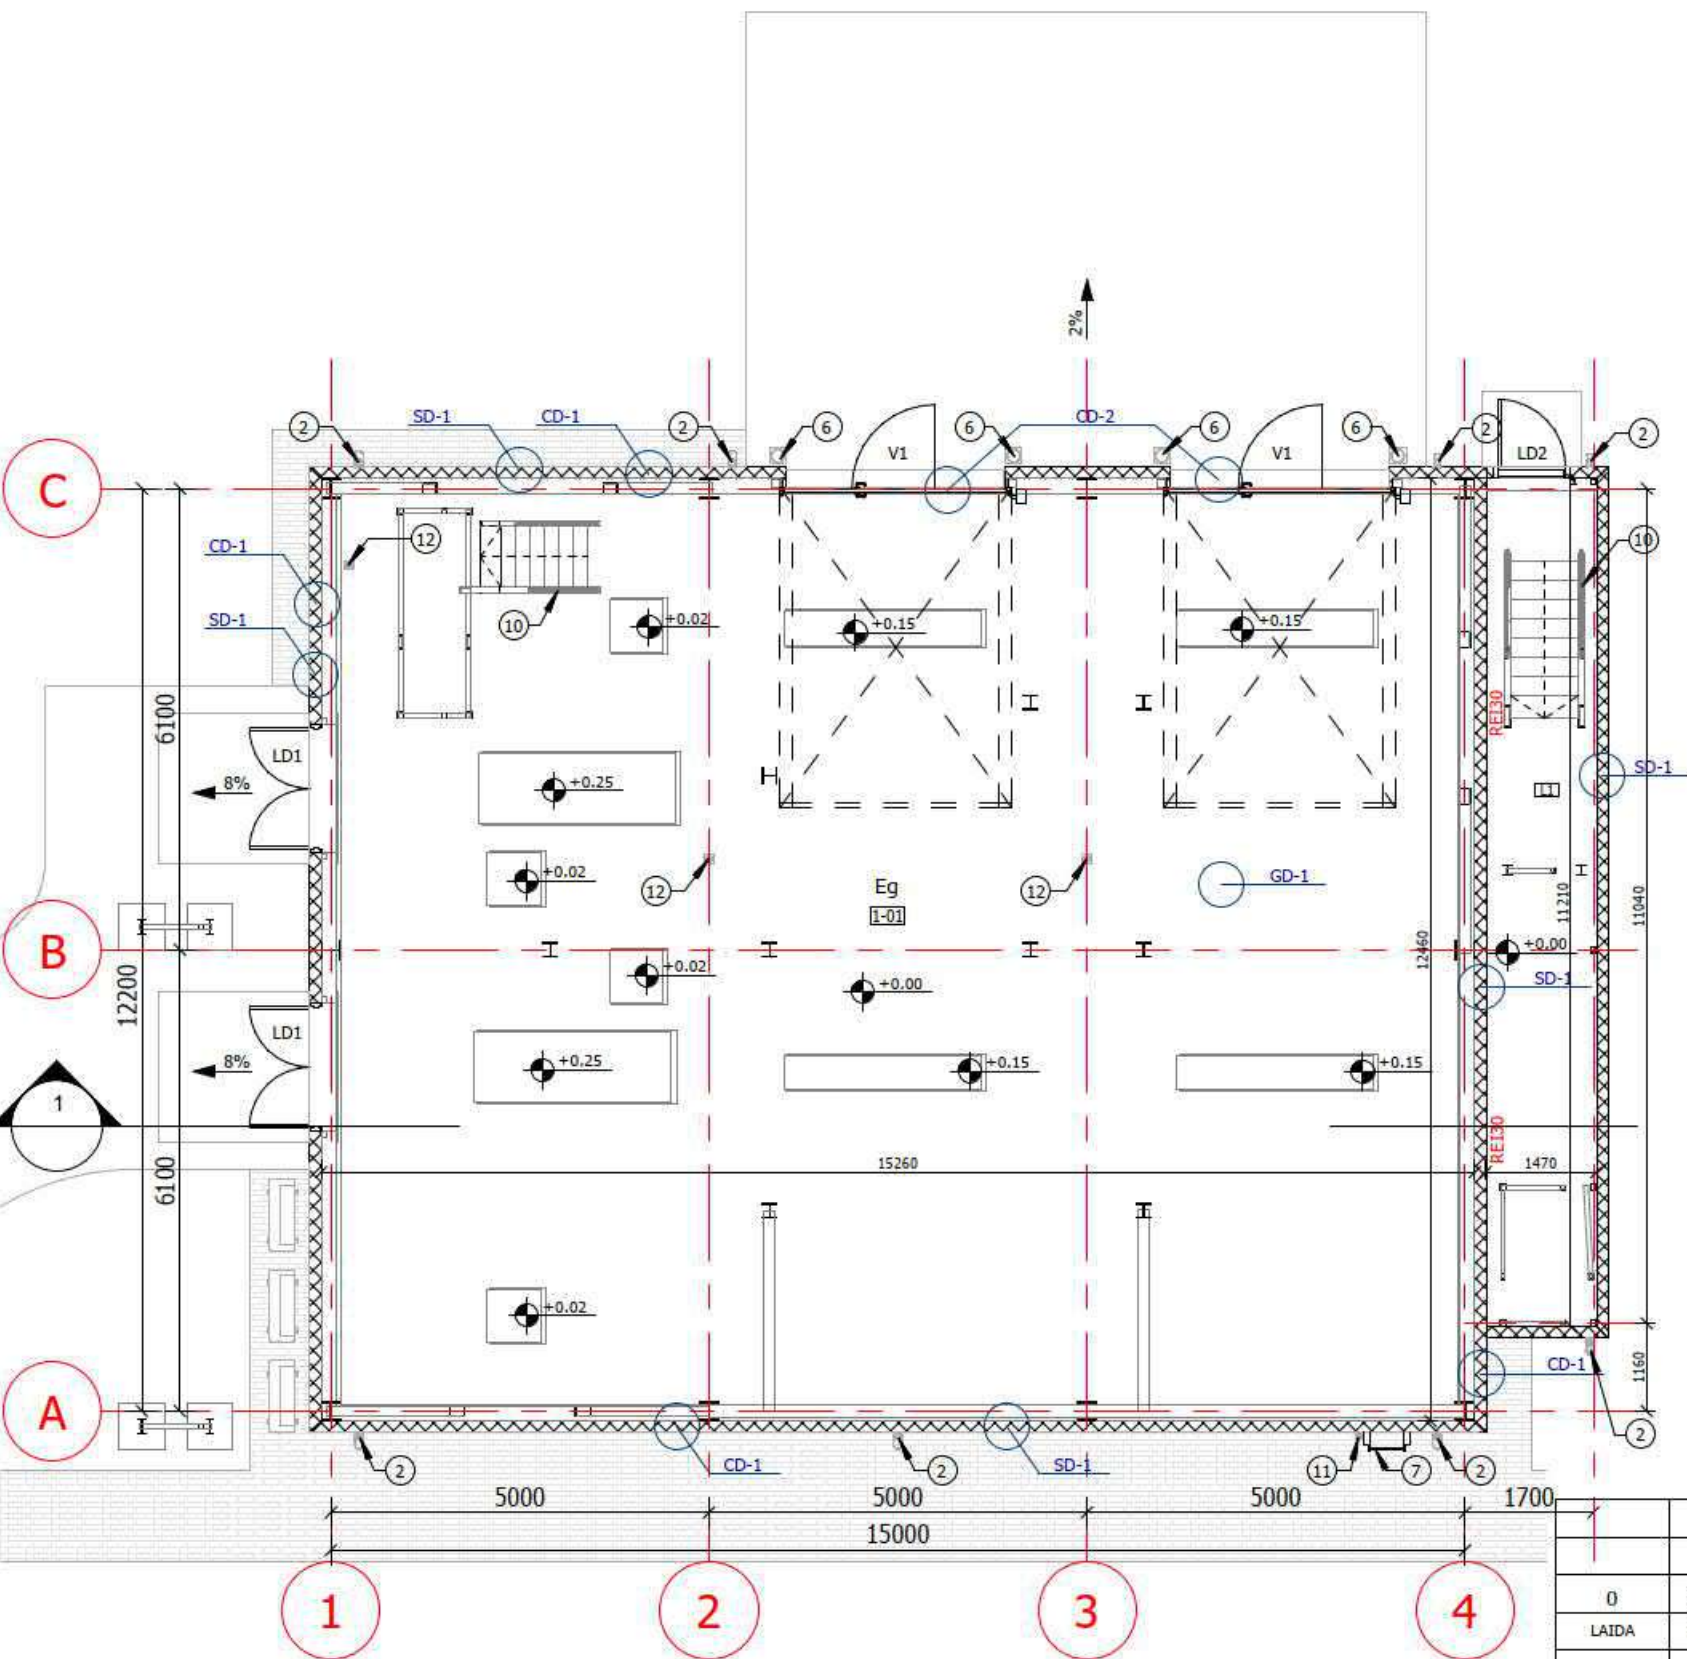 2%
SD-1
CD-1
CD-2
2
2
6
V1
6
6
V1
6
2
LD2
2
C
CD-1
12
10
SD-1
10
+0.02
+0.15
+0.15
6100
REI30
LD1
8%
+0.25
SD-1
L1
+0.02
12
Eg
12
GD-1
1-01
11210
11040
B
12460
+0.00
+0.02
+0.00
SD-1
12200
LD1
8%
+0.25
+0.15
+0.15
1
6100
REI30
15260
1470
+0.02
CD-1
1160
A
2
2
CD-1
2
SD-1
11
7
2
5000
5000
5000
1700
15000
1
2
3
4
0
LAIDA